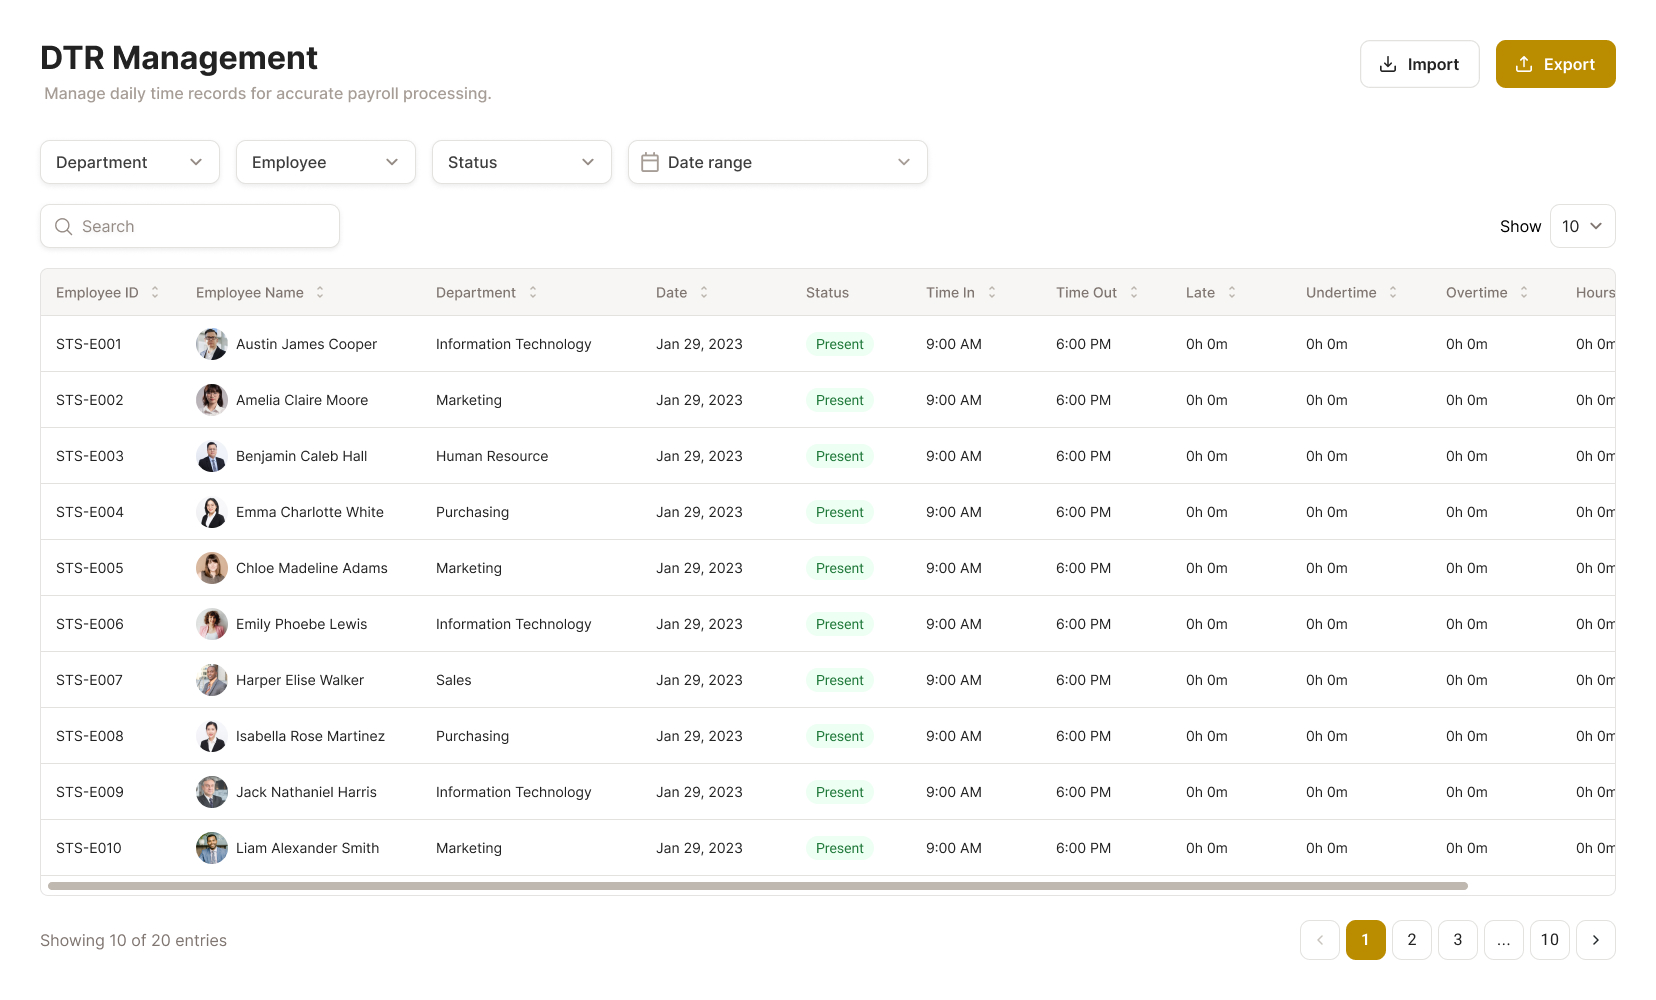 DTR Management
Manage daily time records for accurate payroll processing.
Import
Export
Department
Employee
Status
Date range
Search
Show 10
Employee ID Employee Name Department Date Status Time In Time Out Late Undertime Overtime Hours
STS-E001 Austin James Cooper Information Technology Jan 29, 2023 Present 9:00 AM 6:00 PM 0h 0m 0h 0m 0h 0m 0h 0m
STS-E002 Amelia Claire Moore Marketing Jan 29, 2023 Present 9:00 AM 6:00 PM 0h 0m 0h 0m 0h 0m 0h 0m
STS-E003 Benjamin Caleb Hall Human Resource Jan 29, 2023 Present 9:00 AM 6:00 PM 0h 0m 0h 0m 0h 0m 0h 0m
STS-E004 Emma Charlotte White Purchasing Jan 29, 2023 Present 9:00 AM 6:00 PM 0h 0m 0h 0m 0h 0m 0h 0m
STS-E005 Chloe Madeline Adams Marketing Jan 29, 2023 Present 9:00 AM 6:00 PM 0h 0m 0h 0m 0h 0m 0h 0m
STS-E006 Emily Phoebe Lewis Information Technology Jan 29, 2023 Present 9:00 AM 6:00 PM 0h 0m 0h 0m 0h 0m 0h 0m
STS-E007 Harper Elise Walker Sales Jan 29, 2023 Present 9:00 AM 6:00 PM 0h 0m 0h 0m 0h 0m 0h 0m
STS-E008 Isabella Rose Martinez Purchasing Jan 29, 2023 Present 9:00 AM 6:00 PM 0h 0m 0h 0m 0h 0m 0h 0m
STS-E009 Jack Nathaniel Harris Information Technology Jan 29, 2023 Present 9:00 AM 6:00 PM 0h 0m 0h 0m 0h 0m 0h 0m
STS-E010 Liam Alexander Smith Marketing Jan 29, 2023 Present 9:00 AM 6:00 PM 0h 0m 0h 0m 0h 0m 0h 0m
Showing 10 of 20 entries
1 2 3 ... 10